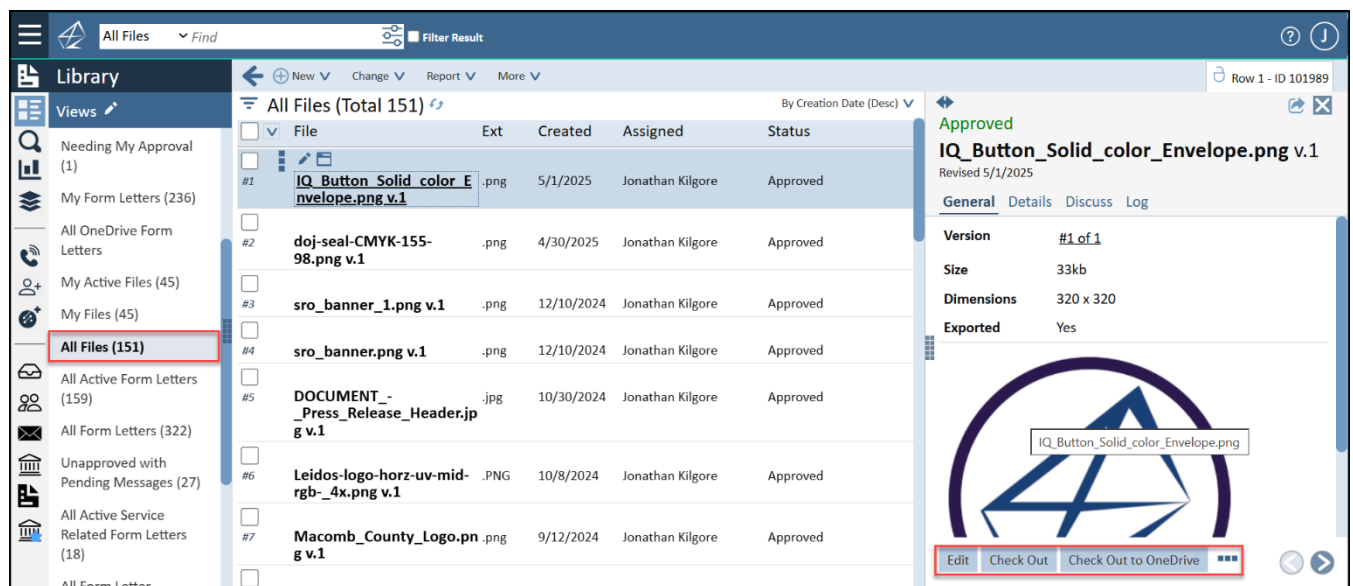 All Files Find Filter Result ? J
Library
New Change Report More
Row 1 - ID 101989
Views
Needing My Approval
(1)
My Form Letters (236)
All OneDrive Form
Letters
My Active Files (45)
My Files (45)
All Files (151)
All Active Form Letters
(159)
All Form Letters (322)
Unapproved with
Pending Messages (27)
All Active Service
Related Form Letters
(18)
All Form Letter
All Files (Total 151)
By Creation Date (Desc)
File Ext Created Assigned Status
#1 IQ_Button_Solid_color_E .png 5/1/2025 Jonathan Kilgore Approved
nvelope.png v.1
#2 doj-seal-CMYK-155- .png 4/30/2025 Jonathan Kilgore Approved
98.png v.1
#3 sro_banner_1.png v.1 .png 12/10/2024 Jonathan Kilgore Approved
#4 sro_banner.png v.1 .png 12/10/2024 Jonathan Kilgore Approved
#5 DOCUMENT_- .jpg 10/30/2024 Jonathan Kilgore Approved
_Press_Release_Header.jp
g v.1
#6 Leidos-logo-horz-uv-mid- .PNG 10/8/2024 Jonathan Kilgore Approved
rgb-_4x.png v.1
#7 Macomb_County_Logo.pn .png 9/12/2024 Jonathan Kilgore Approved
g v.1
Approved
IQ_Button_Solid_color_Envelope.png v.1
Revised 5/1/2025
General Details Discuss Log
Version #1 of 1
Size 33kb
Dimensions 320 x 320
Exported Yes
IQ_Button_Solid_color_Envelope.png
Edit Check Out Check Out to OneDrive